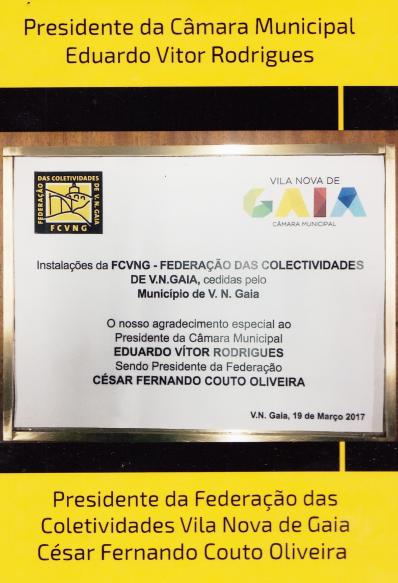 Presidente da Câmara Municipal
Eduardo Vitor Rodrigues
FEDERAÇÃO DAS COLETIVIDADES DE V.N. GAIA
FCVNG
VILA NOVA DE
GAIA
CÂMARA MUNICIPAL
Instalações da FCVNG - FEDERAÇÃO DAS COLECTIVIDADES
DE V.N.GAIA, cedidas pelo
Município de V. N. Gaia
O nosso agradecimento especial ao
Presidente da Câmara Municipal
EDUARDO VÍTOR RODRIGUES
Sendo Presidente da Federação
CÉSAR FERNANDO COUTO OLIVEIRA
V.N. Gaia, 19 de Março 2017
Presidente da Federação das
Coletividades Vila Nova de Gaia
César Fernando Couto Oliveira